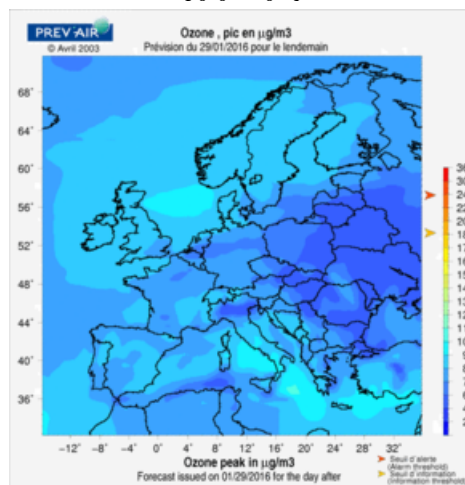 PREV'AIR
© Avril 2003
Ozone , pic en µg/m3
Prévision du 29/01/2016 pour le lendemain
68°
64°
60°
56°
52°
48°
44°
40°
36°
−12° −8° −4° 0° 4° 8° 12° 16° 20° 24° 28° 32°
Ozone peak in µg/m3
Forecast issued on 01/29/2016 for the day after
Seuil d'alerte
(Alarm threshold)
Seuil d'information
(Information threshold)